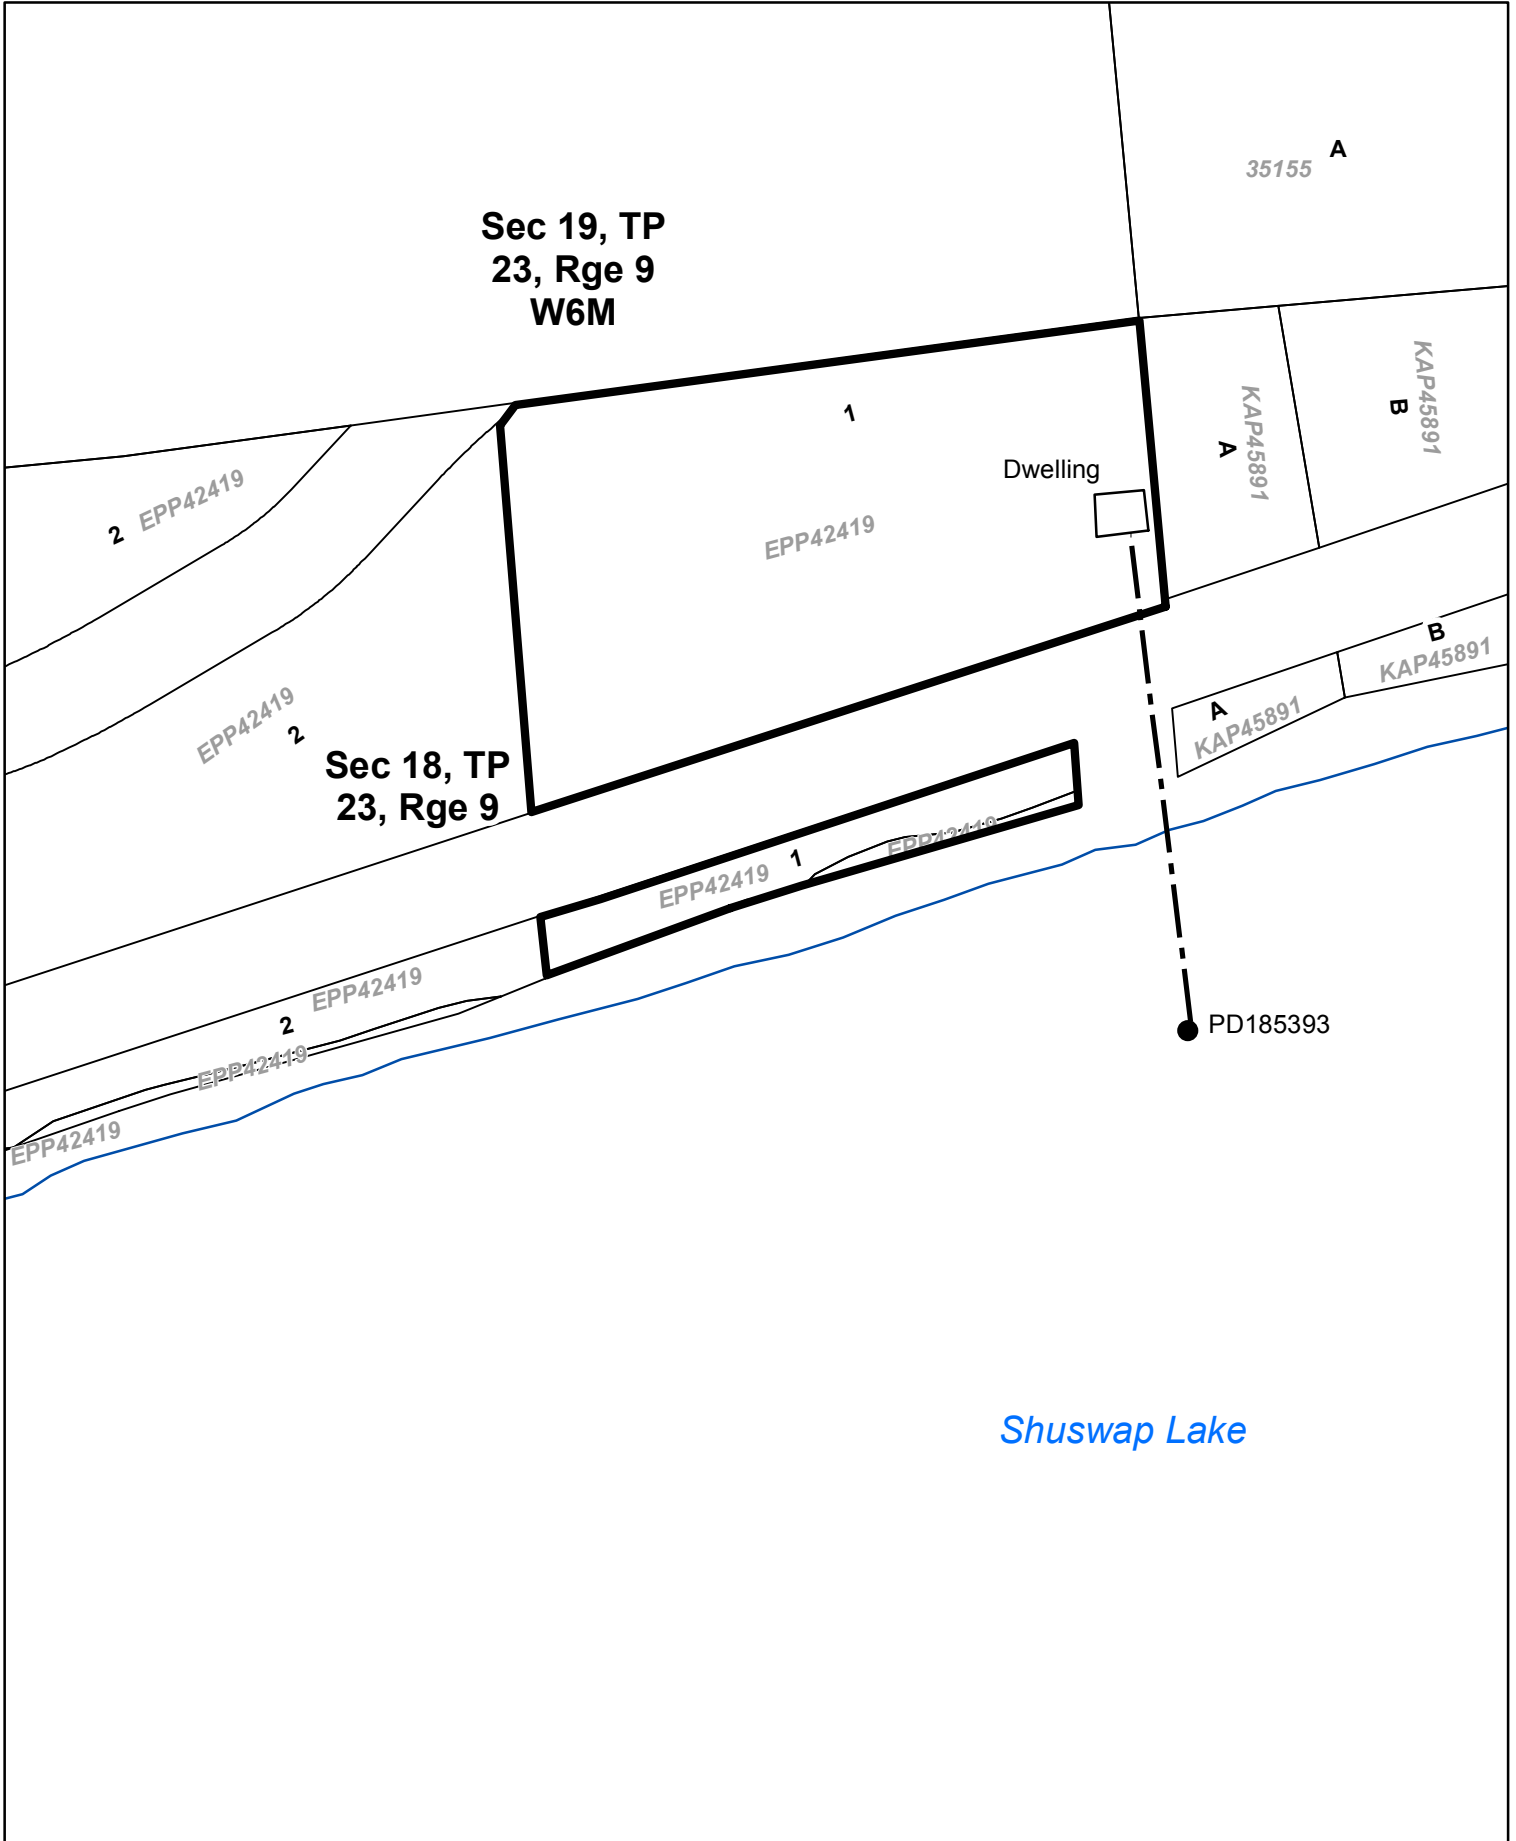 A
35155
Sec 19, TP
23, Rge 9
W6M
1
KAP45891
B
KAP45891
A
Dwelling
EPP42419
2
EPP42419
B
KAP45891
EPP42419
2
A
KAP45891
Sec 18, TP
23, Rge 9
EPP42419
1
EPP42419
EPP42419
2
PD185393
EPP42419
EPP42419
Shuswap Lake